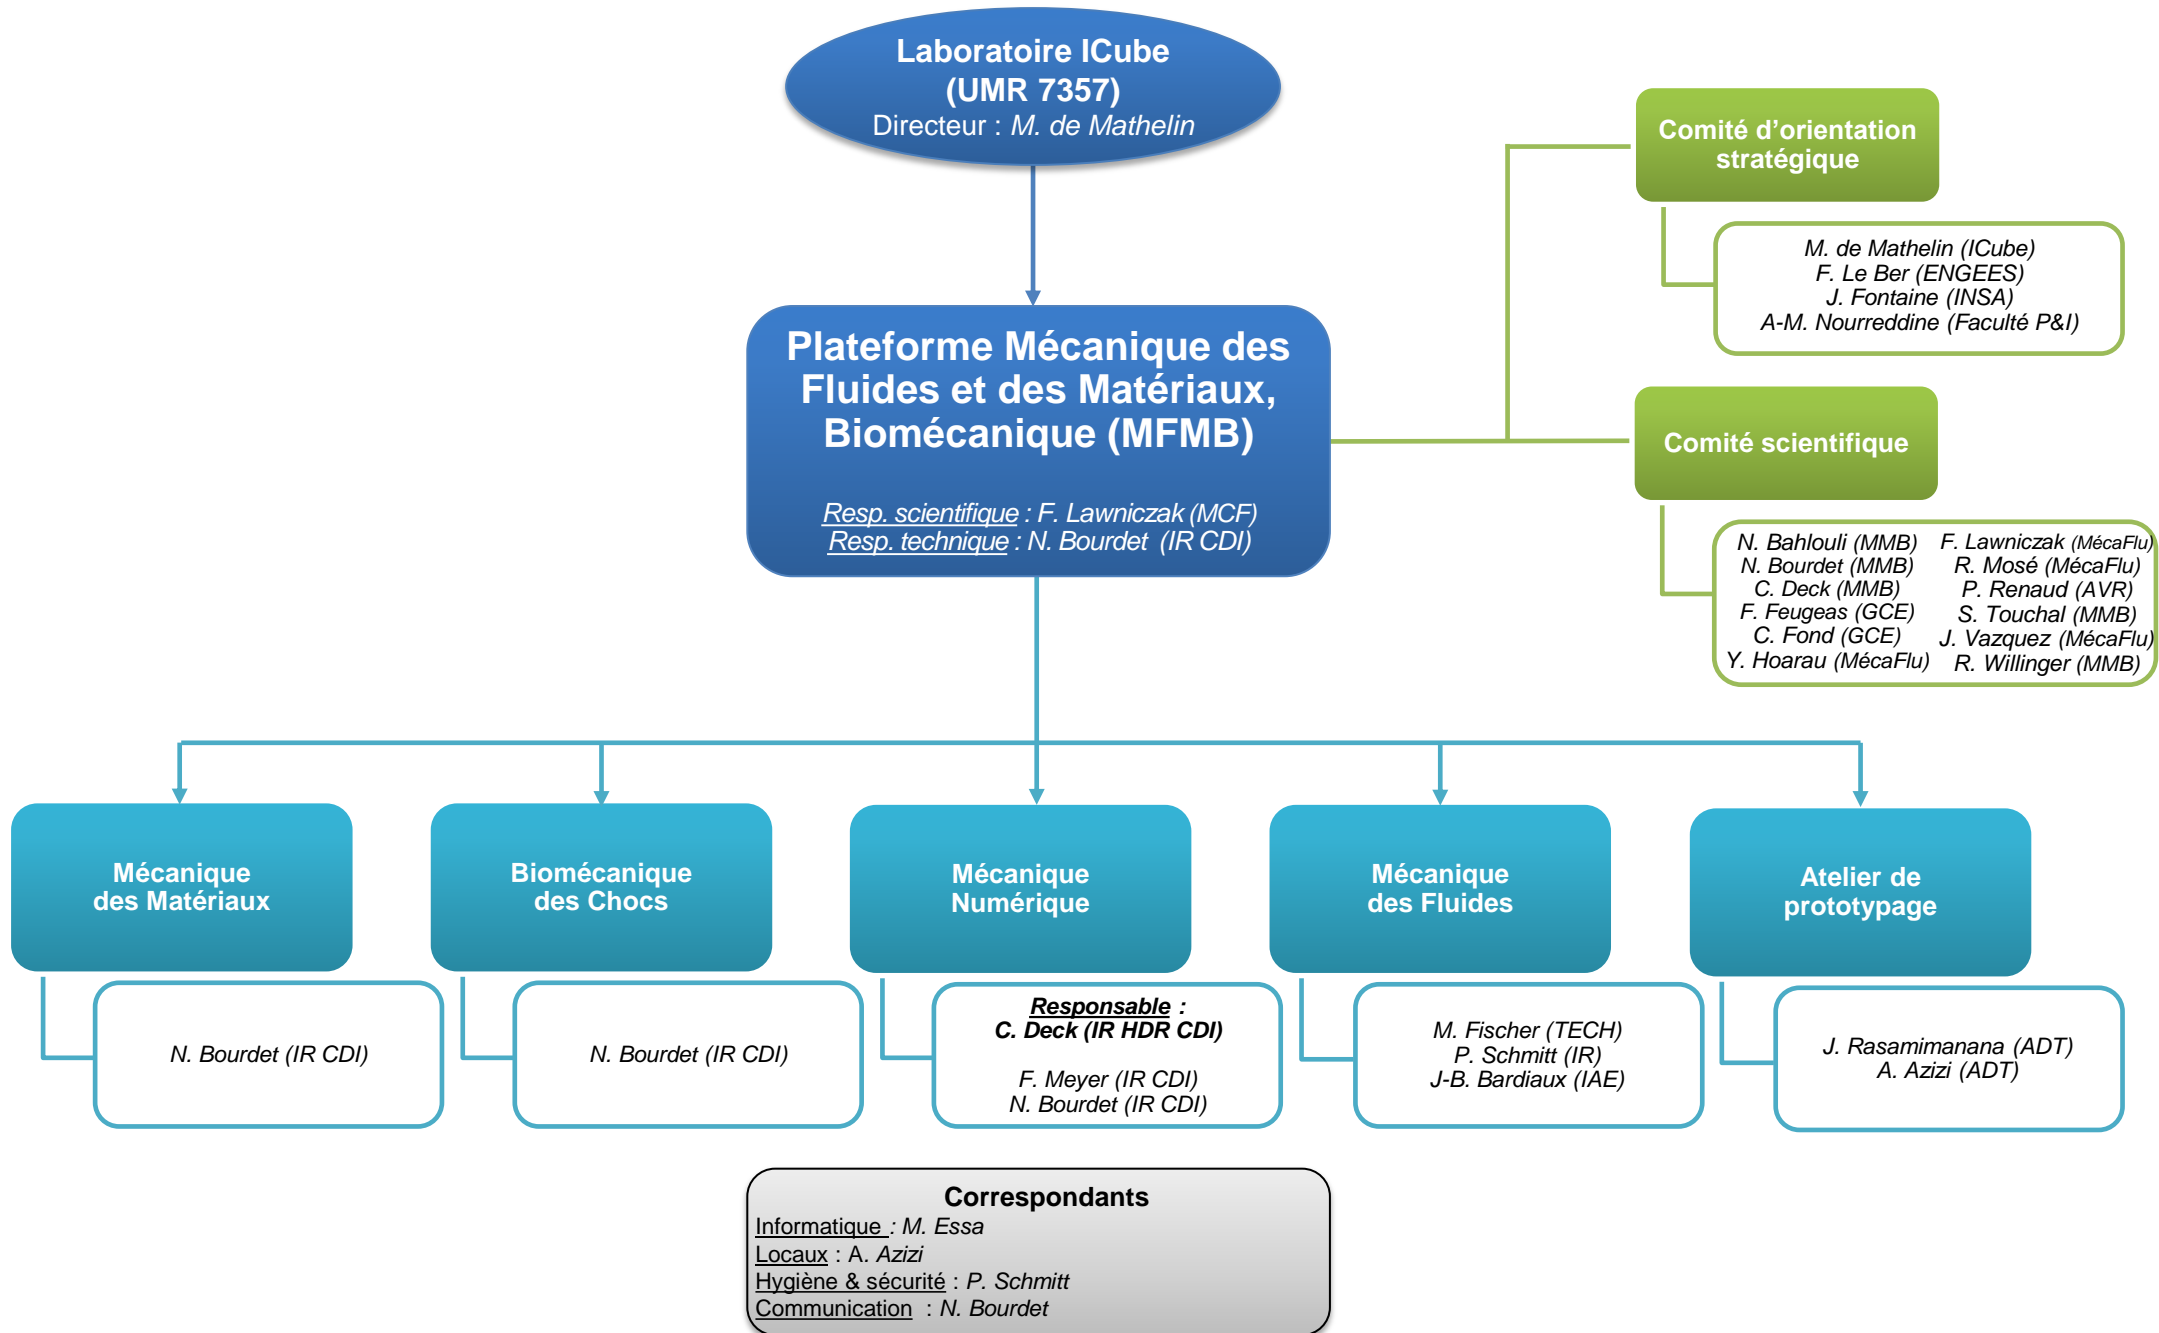 Laboratoire ICube
(UMR 7357)
Directeur : M. de Mathelin
Comité d’orientation
stratégique
M. de Mathelin (ICube)
F. Le Ber (ENGEES)
J. Fontaine (INSA)
A-M. Nourreddine (Faculté P&I)
Plateforme Mécanique des
Fluides et des Matériaux,
Biomécanique (MFMB)
Resp. scientifique : F. Lawniczak (MCF)
Resp. technique : N. Bourdet (IR CDI)
Comité scientifique
N. Bahlouli (MMB)
N. Bourdet (MMB)
C. Deck (MMB)
F. Feugeas (GCE)
C. Fond (GCE)
Y. Hoarau (MécaFlu)
F. Lawniczak (MécaFlu)
R. Mosé (MécaFlu)
P. Renaud (AVR)
S. Touchal (MMB)
J. Vazquez (MécaFlu)
R. Willinger (MMB)
Mécanique
des Matériaux
N. Bourdet (IR CDI)
Biomécanique
des Chocs
N. Bourdet (IR CDI)
Mécanique
Numérique
Responsable :
C. Deck (IR HDR CDI)
F. Meyer (IR CDI)
N. Bourdet (IR CDI)
Mécanique
des Fluides
M. Fischer (TECH)
P. Schmitt (IR)
J-B. Bardiaux (IAE)
Atelier de
prototypage
J. Rasamimanana (ADT)
A. Azizi (ADT)
Correspondants
Informatique : M. Essa
Locaux : A. Azizi
Hygiène & sécurité : P. Schmitt
Communication : N. Bourdet